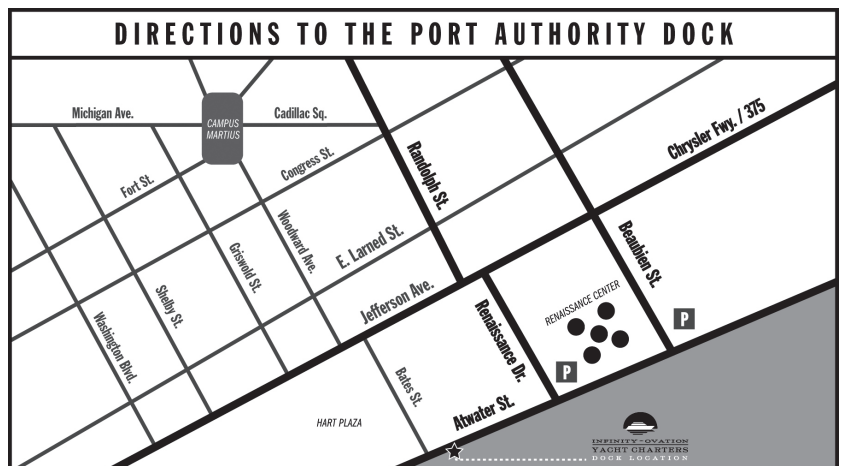 DIRECTIONS TO THE PORT AUTHORITY DOCK
Michigan Ave.
CAMPUS
MARTIUS
Cadillac Sq.
Chrysler Fwy. / 375
Fort St.
Congress St.
Randolph St.
Woodward Ave.
E. Larned St.
Griswold St.
Beaubien St.
Shelby St.
Jefferson Ave.
RENAISSANCE CENTER
Washington Blvd.
Renaissance Dr.
P
P
Bates St.
Atwater St.
HART PLAZA
INFINITY-OVATION
YACHT CHARTERS
DOCK LOCATION